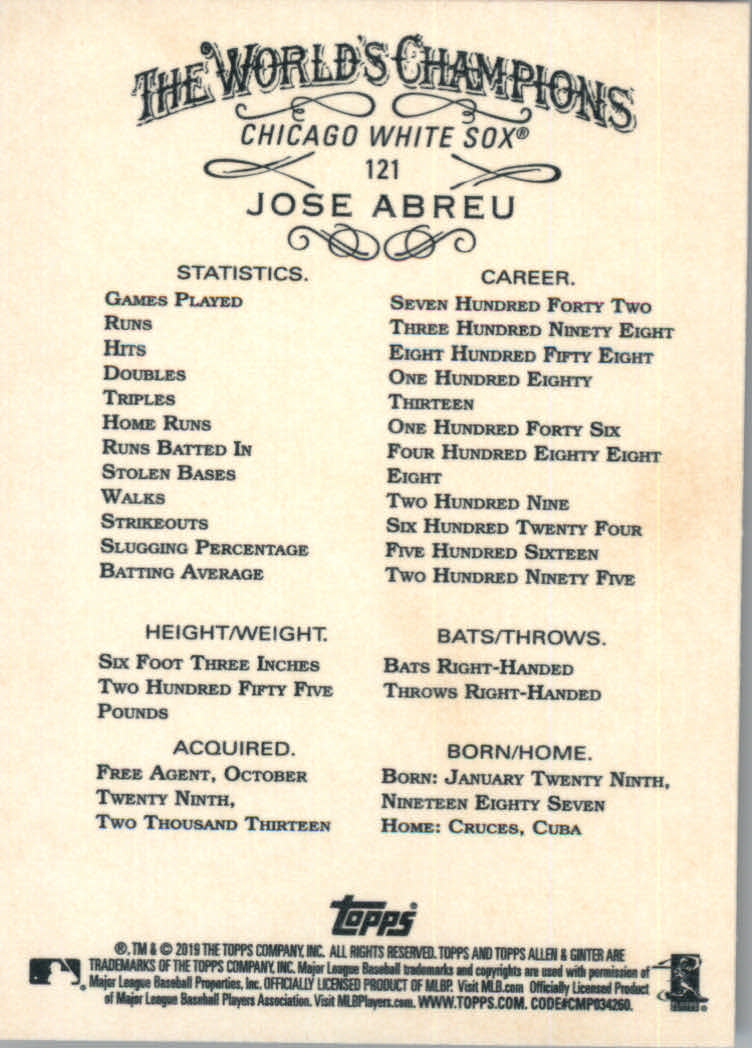 THE WORLD'S CHAMPIONS
CHICAGO WHITE SOX®
121
JOSE ABREU
STATISTICS.
GAMES PLAYED
RUNS
HITS
DOUBLES
TRIPLES
HOME RUNS
RUNS BATTED IN
STOLEN BASES
WALKS
STRIKEOUTS
SLUGGING PERCENTAGE
BATTING AVERAGE
CAREER.
SEVEN HUNDRED FORTY TWO
THREE HUNDRED NINETY EIGHT
EIGHT HUNDRED FIFTY EIGHT
ONE HUNDRED EIGHTY
THIRTEEN
ONE HUNDRED FORTY SIX
FOUR HUNDRED EIGHTY EIGHT
EIGHT
TWO HUNDRED NINE
SIX HUNDRED TWENTY FOUR
FIVE HUNDRED SIXTEEN
TWO HUNDRED NINETY FIVE
HEIGHT/WEIGHT.
SIX FOOT THREE INCHES
TWO HUNDRED FIFTY FIVE
POUNDS
BATS/THROWS.
BATS RIGHT-HANDED
THROWS RIGHT-HANDED
ACQUIRED.
FREE AGENT, OCTOBER
TWENTY NINTH,
TWO THOUSAND THIRTEEN
BORN/HOME.
BORN: JANUARY TWENTY NINTH,
NINETEEN EIGHTY SEVEN
HOME: CRUCES, CUBA
Topps®
®, TM & © 2019 THE TOPPS COMPANY, INC. ALL RIGHTS RESERVED. TOPPS AND TOPPS ALLEN & GINTER ARE
TRADEMARKS OF THE TOPPS COMPANY, INC. Major League Baseball trademarks and copyrights are used with permission of
Major League Baseball Properties, Inc. OFFICIALLY LICENSED PRODUCT OF MLBP. Visit MLB.com Officially Licensed Product
of Major League Baseball Players Association. Visit MLBPlayers.com. WWW.TOPPS.COM. CODE#CMP034260.